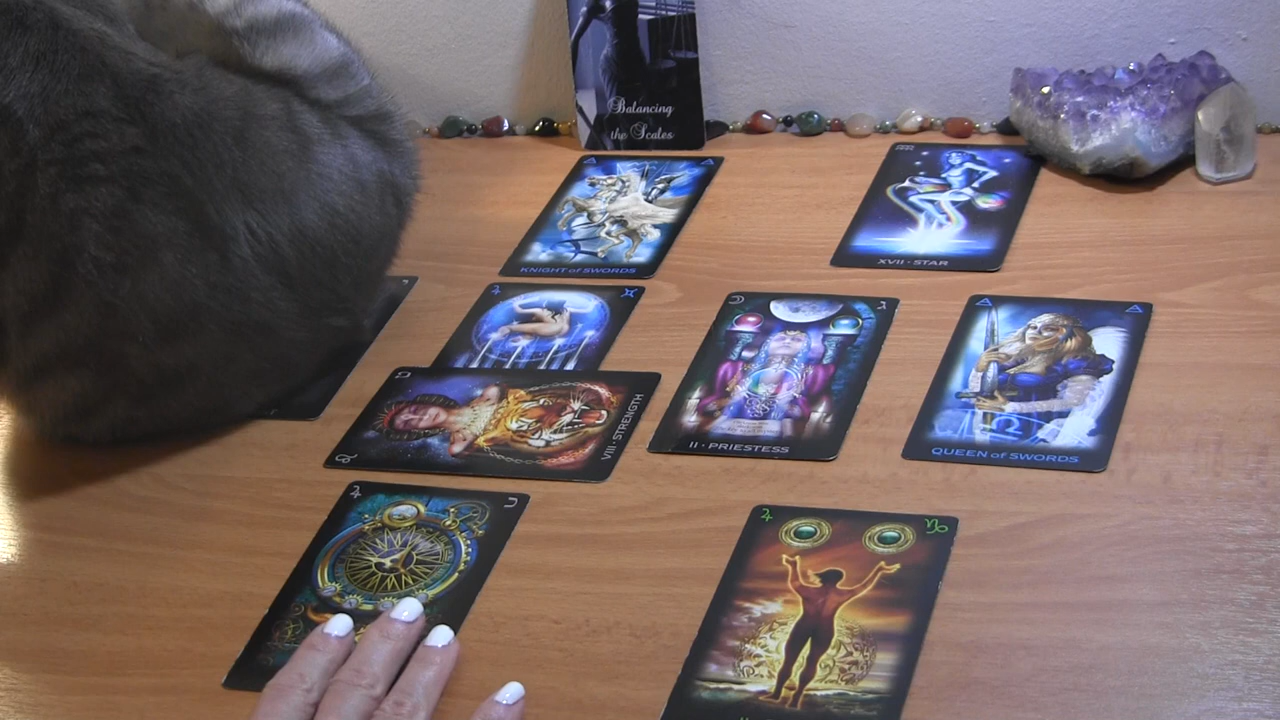 Balancing
the Scales
KNIGHT of SWORDS
XVII · STAR
II · PRIESTESS
QUEEN of SWORDS
VIII · STRENGTH